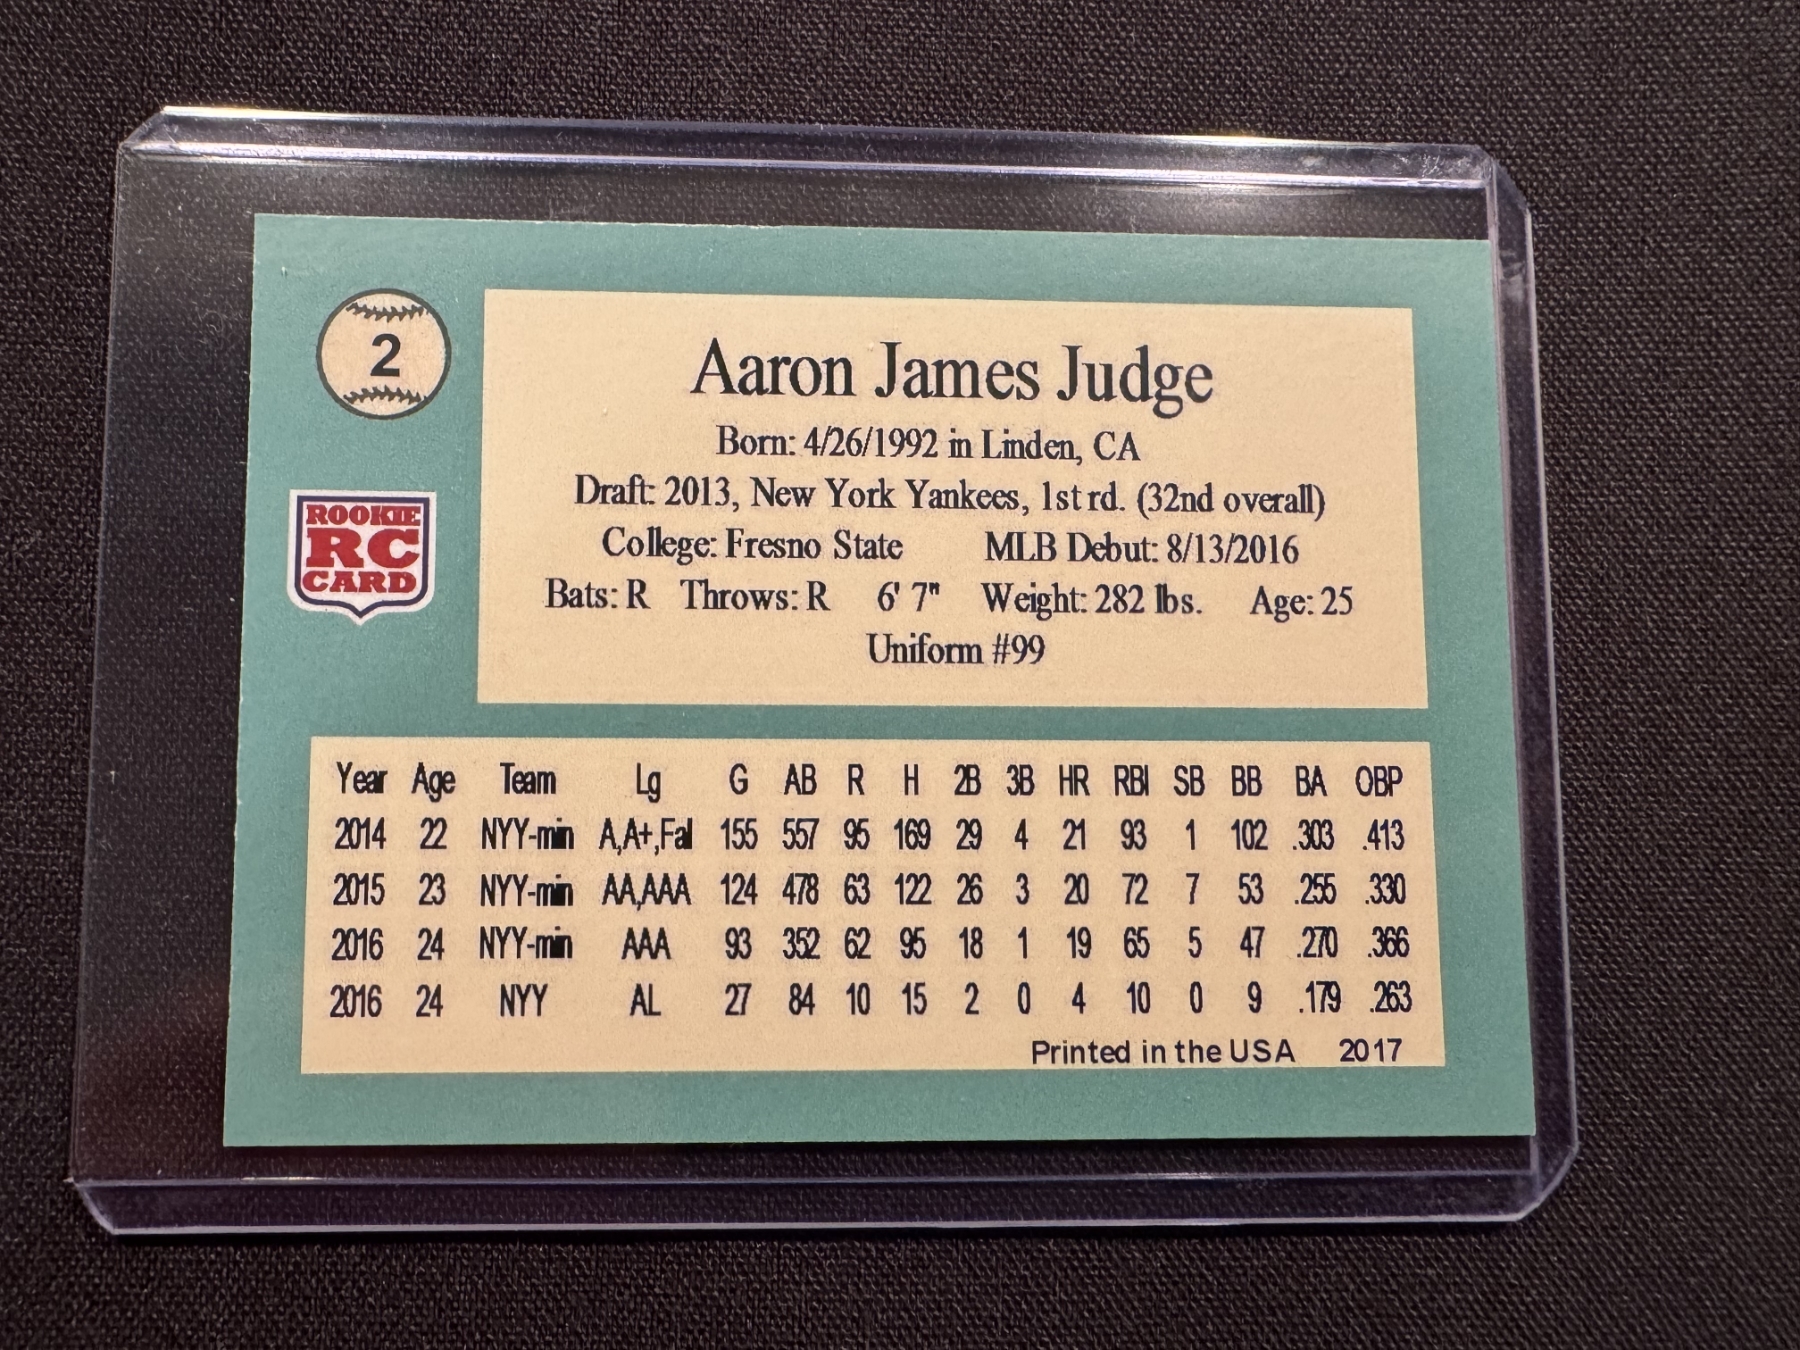 2
Aaron James Judge
Born: 4/26/1992 in Linden, CA
Draft: 2013, New York Yankees, 1st rd. (32nd overall)
College: Fresno State MLB Debut: 8/13/2016
Bats: R Throws: R 6' 7" Weight: 282 lbs. Age: 25
Uniform #99
ROOKIE
RC
CARD
Year Age Team Lg G AB R H 2B 3B HR RBI SB BB BA OBP
2014 22 NYY-min A,A+,Fal 155 557 95 169 29 4 21 93 1 102 .303 .413
2015 23 NYY-min AA,AAA 124 478 63 122 26 3 20 72 7 53 .255 .330
2016 24 NYY-min AAA 93 352 62 95 18 1 19 65 5 47 .270 .366
2016 24 NYY AL 27 84 10 15 2 0 4 10 0 9 .179 .263
Printed in the USA 2017